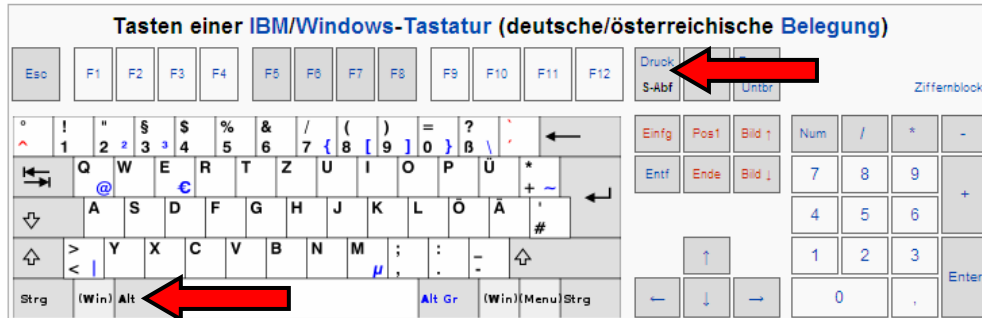 Tasten einer IBM/Windows-Tastatur (deutsche/österreichische Belegung)
Esc F1 F2 F3 F4 F5 F6 F7 F8 F9 F10 F11 F12 Druck
S-Abf Untbr Ziffernblock
° ! " § $ % & / ( ) = ? `
^ 1 2 ² 3 ³ 4 5 6 7 { 8 [ 9 ] 0 } ß \ ´ ← Einfg Pos1 Bild ↑ Num / * -
Q W E R T Z U I O P Ü * Entf Ende Bild ↓ 7 8 9 +
@ € + ~
A S D F G H J K L Ö Ä ' 4 5 6
#
> Y X C V B N M ; : _ ↑ 1 2 3 Enter
< | µ , . -
Strg (Win) Alt Alt Gr (Win) (Menu) Strg ← ↓ → 0 ,